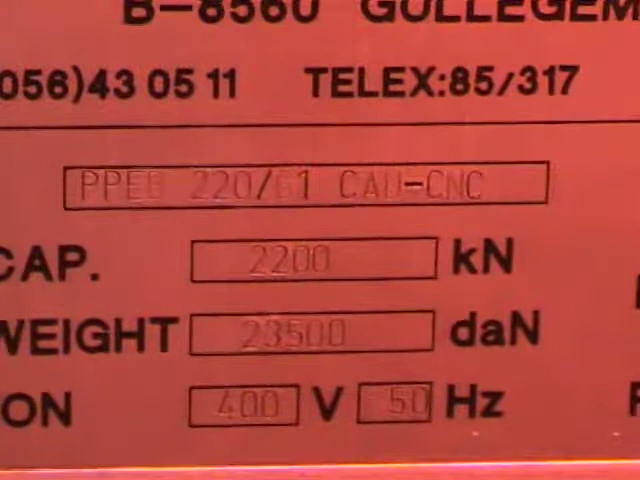 B-8560 GULLEGEM
056)43 05 11 TELEX:85/317
220/61 CAU-CNC
CAP. 2200 kN
WEIGHT 23500 daN
ON 400 V 50 Hz